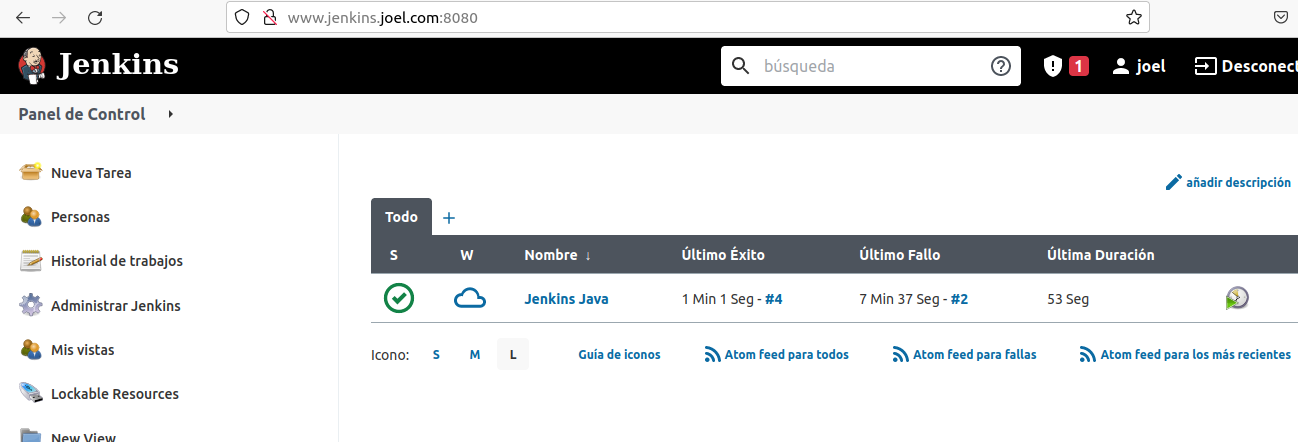 www.jenkins.joel.com:8080
Jenkins
búsqueda
1
joel
Desconect
Panel de Control
Nueva Tarea
Personas
Historial de trabajos
Administrar Jenkins
Mis vistas
Lockable Resources
New View
añadir descripción
Todo +
S W Nombre ↓ Último Éxito Último Fallo Última Duración
Jenkins Java 1 Min 1 Seg - #4 7 Min 37 Seg - #2 53 Seg
Icono: S M L Guía de iconos Atom feed para todos Atom feed para fallas Atom feed para los más recientes